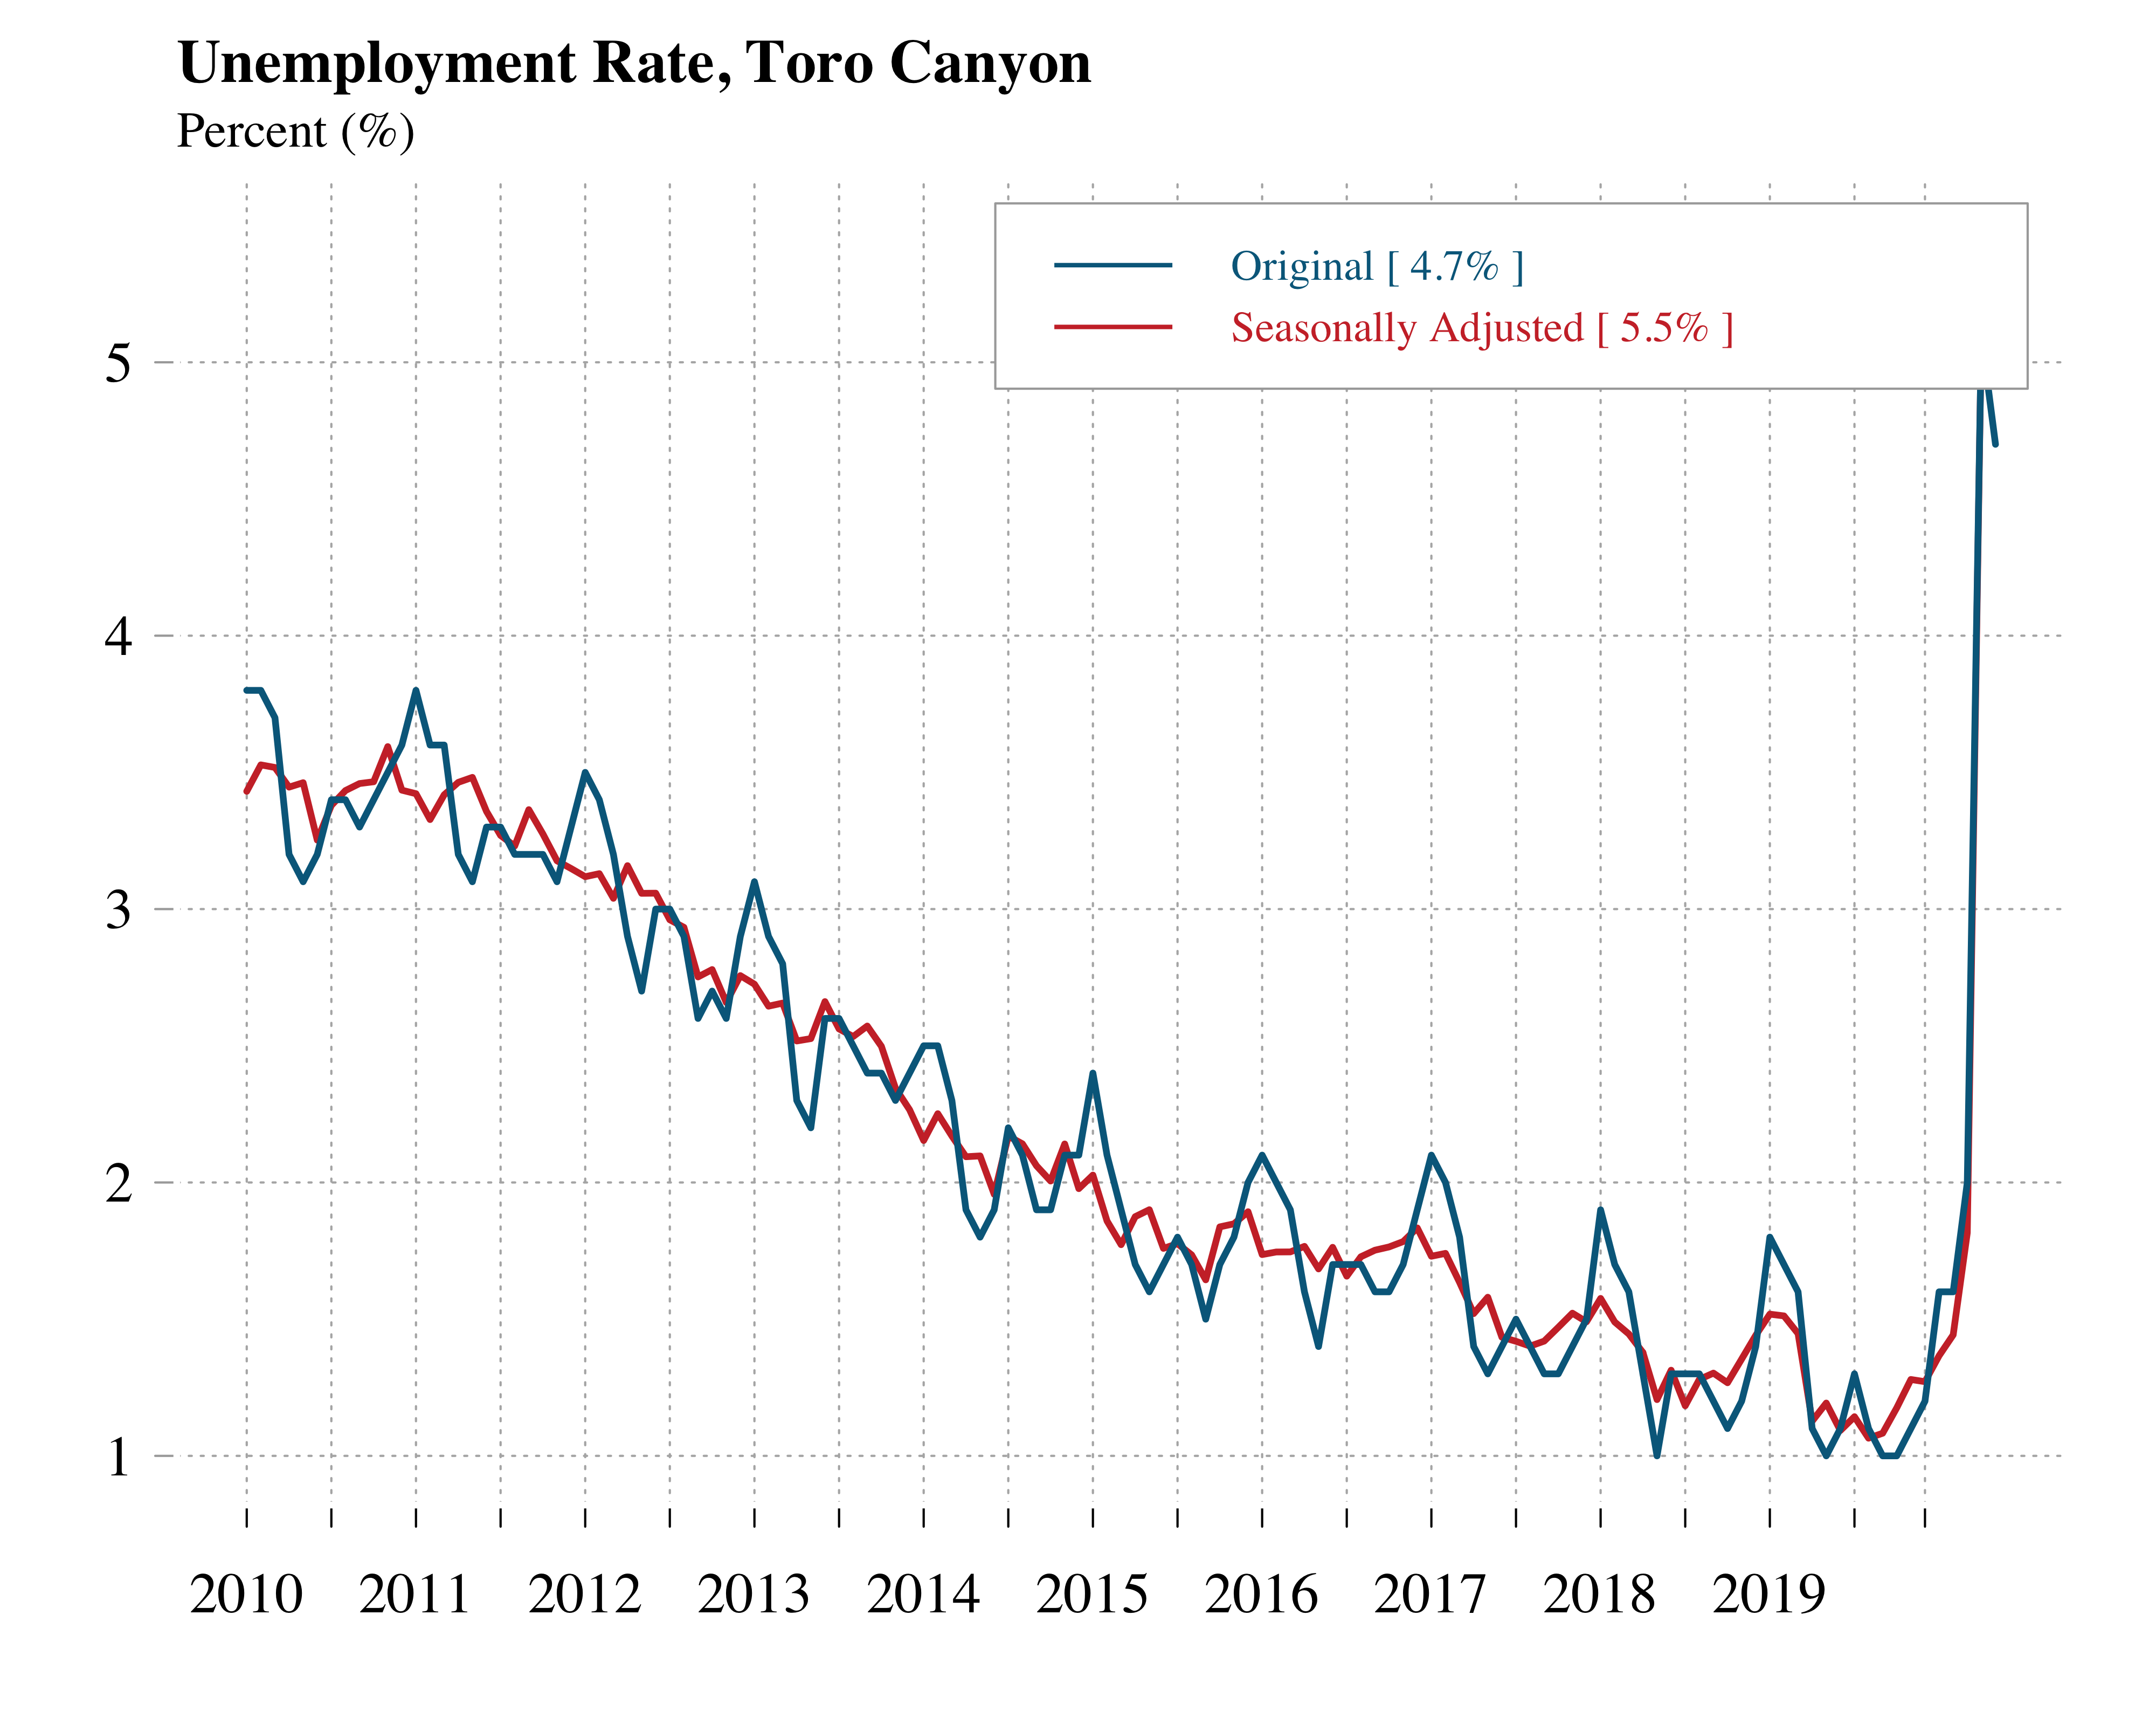 Unemployment Rate, Toro Canyon
Percent (%)
Original [ 4.7% ]
Seasonally Adjusted [ 5.5% ]
5
4
3
2
1
2010 2011 2012 2013 2014 2015 2016 2017 2018 2019